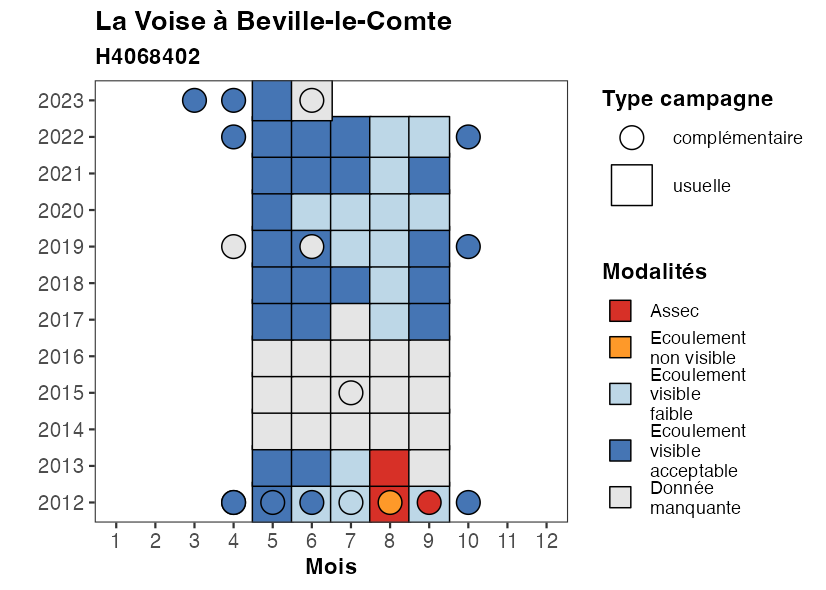 La Voise à Beville-le-Comte
H4068402
2023
2022
2021
2020
2019
2018
2017
2016
2015
2014
2013
2012
1 2 3 4 5 6 7 8 9 10 11 12
Mois
Type campagne
complémentaire
usuelle
Modalités
Assec
Ecoulement
non visible
Ecoulement
visible
faible
Ecoulement
visible
acceptable
Donnée
manquante